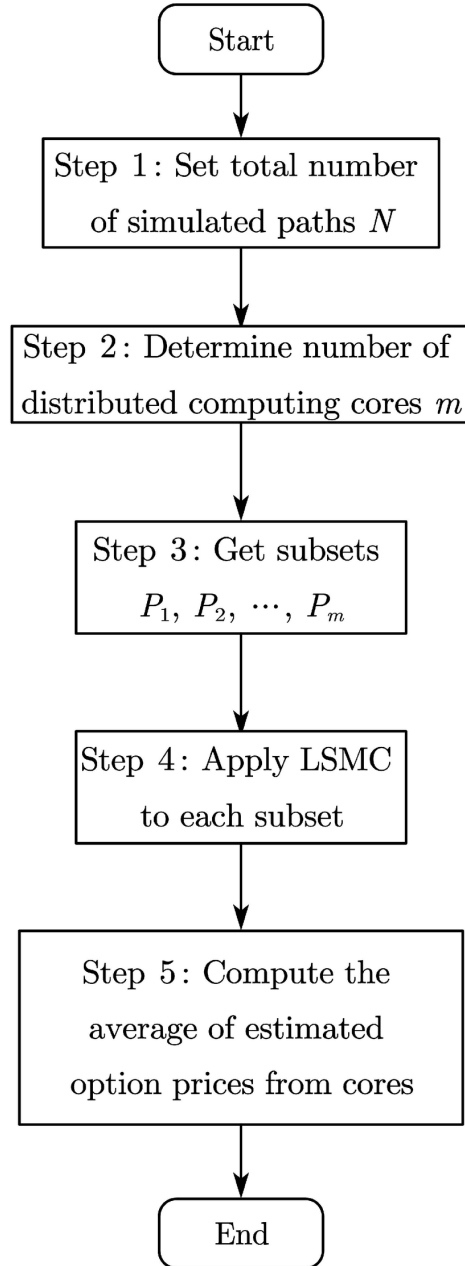 Start
Step 1: Set total number
of simulated paths N
Step 2: Determine number of
distributed computing cores m
Step 3: Get subsets
P₁, P₂, ⋯, Pₘ
Step 4: Apply LSMC
to each subset
Step 5: Compute the
average of estimated
option prices from cores
End